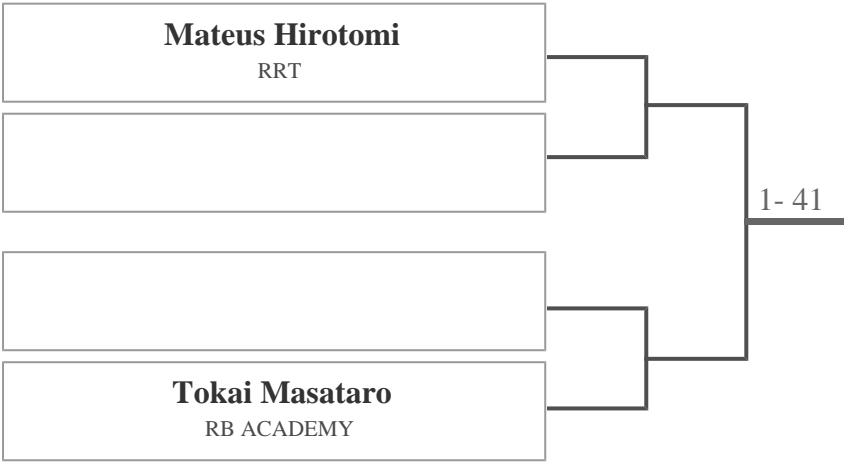 Mateus Hirotomi
RRT
1- 41
Tokai Masataro
RB ACADEMY